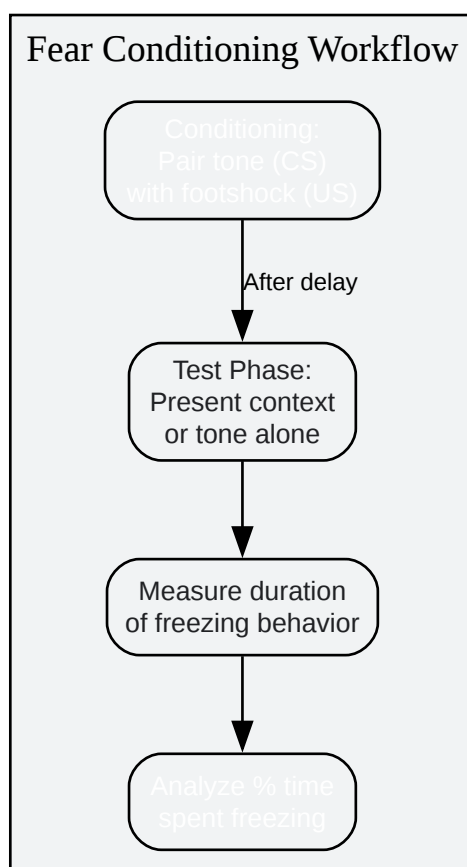 Fear Conditioning Workflow
Conditioning:
Pair tone (CS)
with footshock (US)
After delay
Test Phase:
Present context
or tone alone
Measure duration
of freezing behavior
Analyze % time
spent freezing